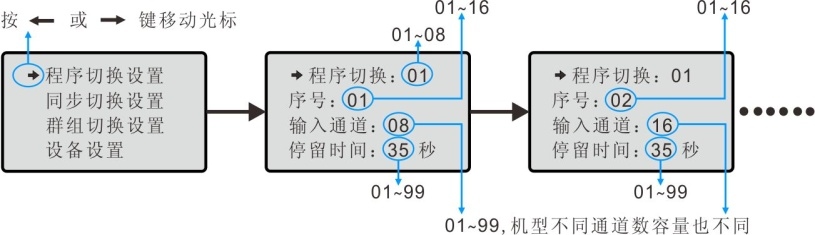 按 ← 或 → 键移动光标
→程序切换设置
同步切换设置
群组切换设置
设备设置
01~08
01~16
→程序切换：01
序号：01
输入通道：08
停留时间：35 秒
01~99
01~16
→程序切换：01
序号：02
输入通道：16
停留时间：35 秒
01~99
01~99,机型不同通道数容量也不同